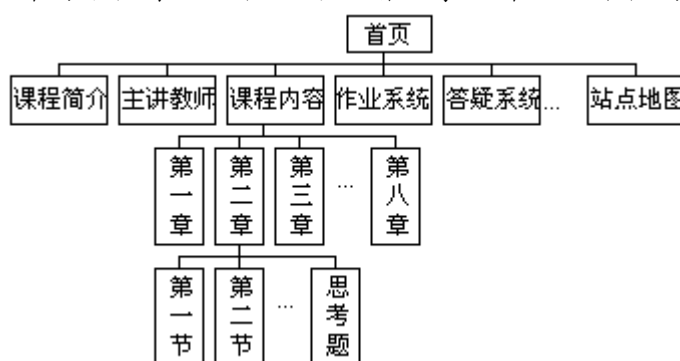 首页
课程简介 主讲教师 课程内容 作业系统 答疑系统 ... 站点地图
第一章 第二章 第三章 ... 第八章
第一节 第二节 ... 思考题